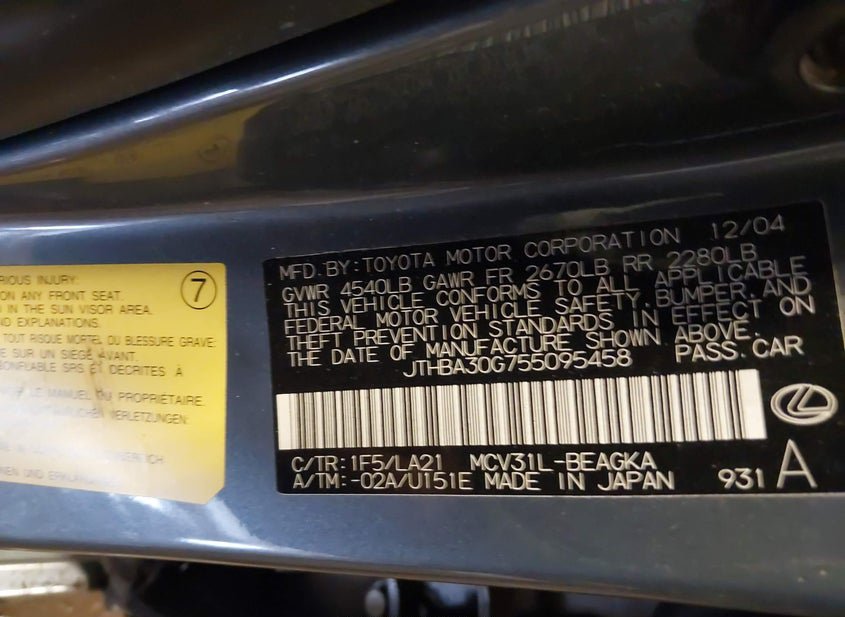 RIOUS INJURY:
ON ANY FRONT SEAT.
IN THE SUN VISOR AREA.
ND EXPLANATIONS.
TOUT RISQUE MORTEL OU BLESSURE GRAVE:
E SUR UN SIEGE AVANT.
SRS ET DECRITES À
LE MANUEL DU PROPRIÉTAIRE.
VERLETZUNGEN:
7
MFD. BY: TOYOTA MOTOR CORPORATION 12/04
GVWR 4540LB GAWR FR 2670LB RR 2280LB
THIS VEHICLE CONFORMS TO ALL APPLICABLE
FEDERAL MOTOR VEHICLE SAFETY, BUMPER, AND
THEFT PREVENTION STANDARDS IN EFFECT ON
THE DATE OF MANUFACTURE SHOWN ABOVE.
JTHBA30G755095458 PASS. CAR
C/TR: 1F5/LA21 MCV31L-BEAGKA
A/TM: -02A/U151E MADE IN JAPAN 931 A